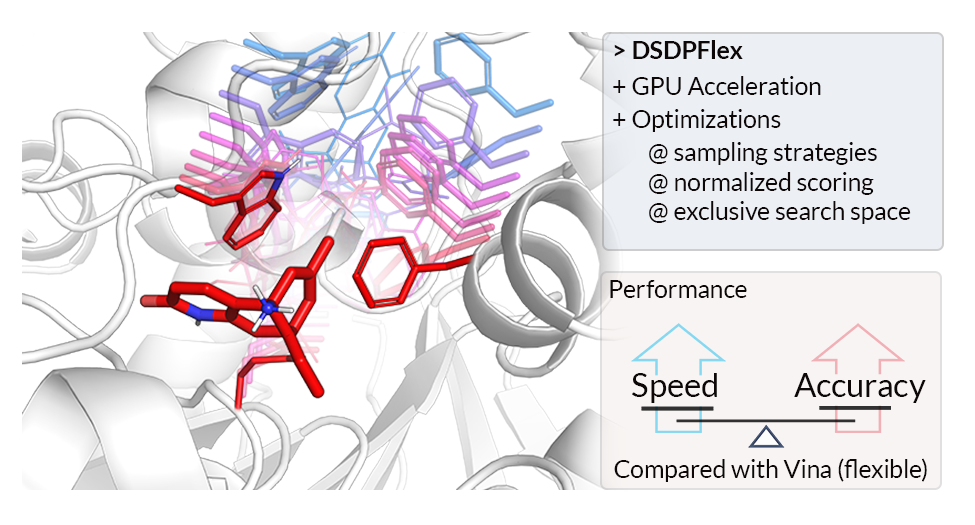 > DSDPFlex
+ GPU Acceleration
+ Optimizations
@ sampling strategies
@ normalized scoring
@ exclusive search space
Performance
Speed Accuracy
Compared with Vina (flexible)